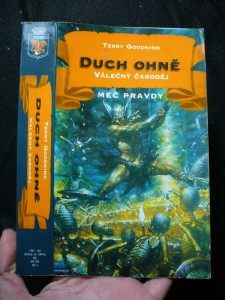 Terry Goodkind
Duch ohně
Válečný čaroděj
Meč pravdy
Terry Goodkind
Duch ohně
Válečný čaroděj